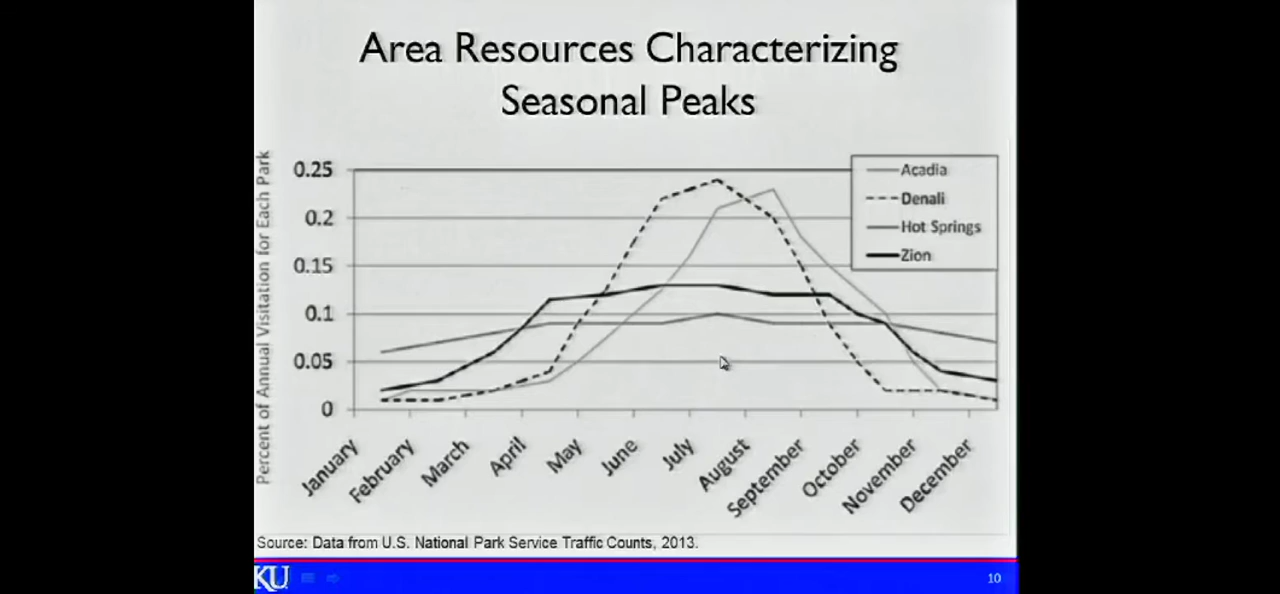 Area Resources Characterizing
Seasonal Peaks
Percent of Annual Visitation for Each Park
0.25
0.2
0.15
0.1
0.05
0
January
February
March
April
May
June
July
August
September
October
November
December
Acadia
Denali
Hot Springs
Zion
Source: Data from U.S. National Park Service Traffic Counts, 2013.
KU
10